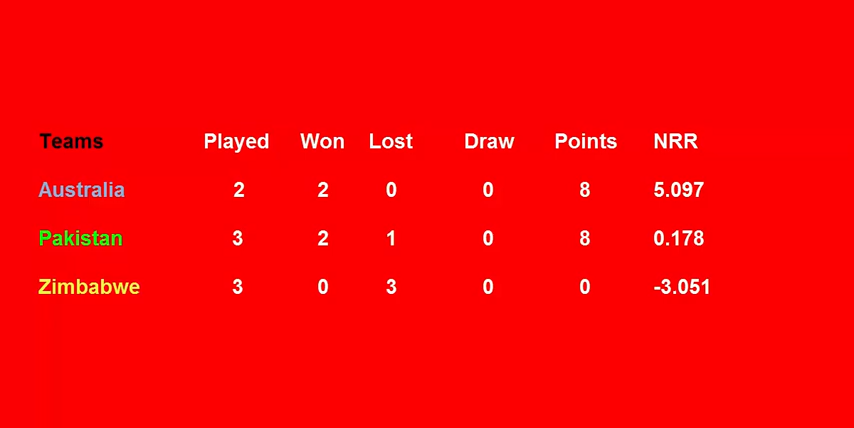 Teams Played Won Lost Draw Points NRR
Australia 2 2 0 0 8 5.097
Pakistan 3 2 1 0 8 0.178
Zimbabwe 3 0 3 0 0 -3.051